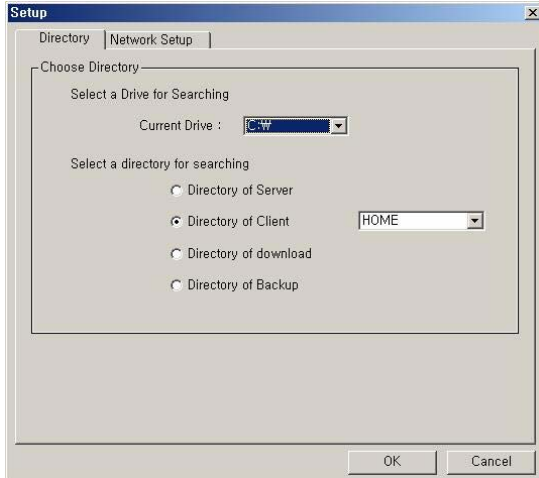 Setup
Directory Network Setup
Choose Directory
Select a Drive for Searching
Current Drive : C:₩
Select a directory for searching
Directory of Server
Directory of Client HOME
Directory of download
Directory of Backup
OK Cancel